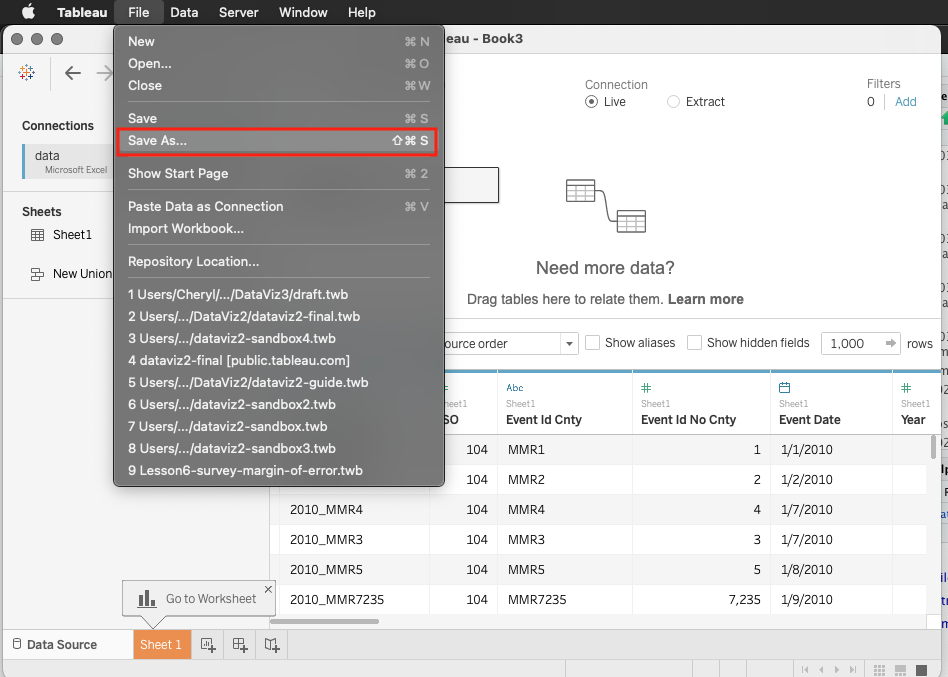 Tableau File Data Server Window Help
eau - Book3
New ⌘ N
Open... ⌘ O
Close ⌘ W
Save ⌘ S
Save As... ⇧⌘ S
Show Start Page ⌘ 2
Paste Data as Connection ⌘ V
Import Workbook...
Repository Location...
1 Users/Cheryl/.../DataViz3/draft.twb
2 Users/.../DataViz2/dataviz2-final.twb
3 Users/.../dataviz2-sandbox4.twb
4 dataviz2-final [public.tableau.com]
5 Users/.../DataViz2/dataviz2-guide.twb
6 Users/.../dataviz2-sandbox2.twb
7 Users/.../dataviz2-sandbox.twb
8 Users/.../dataviz2-sandbox3.twb
9 Lesson6-survey-margin-of-error.twb
Connections
data
Microsoft Excel
Sheets
Sheet1
New Union
Connection
Live Extract
Filters
0 Add
Need more data?
Drag tables here to relate them. Learn more
ource order Show aliases Show hidden fields 1,000 rows
Abc
eet1 Sheet1 Sheet1 Sheet1 Sheet1
SO Event Id Cnty Event Id No Cnty Event Date Year
104 MMR1 1 1/1/2010
104 MMR2 2 1/2/2010
2010_MMR4 104 MMR4 4 1/7/2010
2010_MMR3 104 MMR3 3 1/7/2010
2010_MMR5 104 MMR5 5 1/8/2010
2010_MMR7235 104 MMR7235 7,235 1/9/2010
Go to Worksheet
Data Source Sheet 1